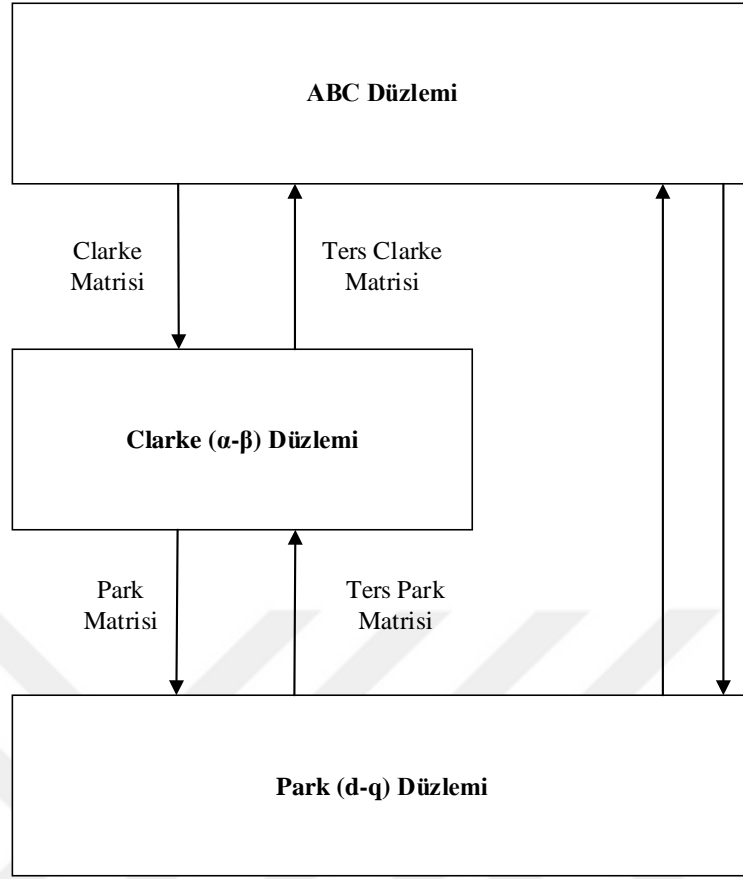 ABC Düzlemi
Clarke
Matrisi
Ters Clarke
Matrisi
Clarke (α-β) Düzlemi
Park
Matrisi
Ters Park
Matrisi
Park (d-q) Düzlemi